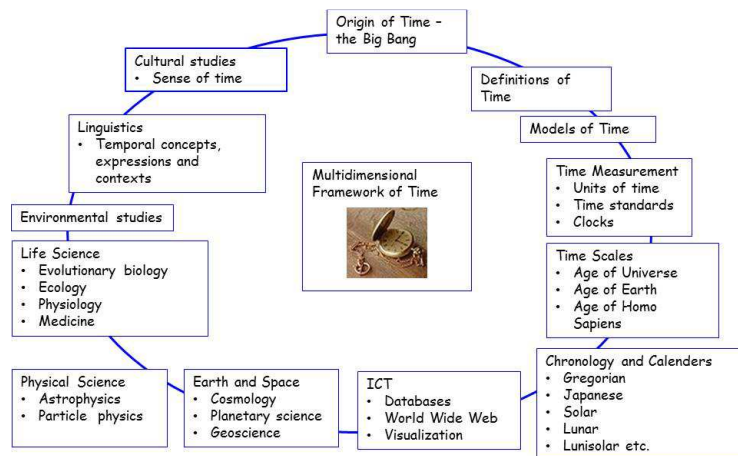 Origin of Time –
the Big Bang
Definitions of
Time
Models of Time
Time Measurement
• Units of time
• Time standards
• Clocks
Time Scales
• Age of Universe
• Age of Earth
• Age of Homo
Sapiens
Chronology and Calenders
• Gregorian
• Japanese
• Solar
• Lunar
• Lunisolar etc.
ICT
• Databases
• World Wide Web
• Visualization
Earth and Space
• Cosmology
• Planetary science
• Geoscience
Physical Science
• Astrophysics
• Particle physics
Life Science
• Evolutionary biology
• Ecology
• Physiology
• Medicine
Environmental studies
Linguistics
• Temporal concepts,
expressions and
contexts
Cultural studies
• Sense of time
Multidimensional
Framework of Time